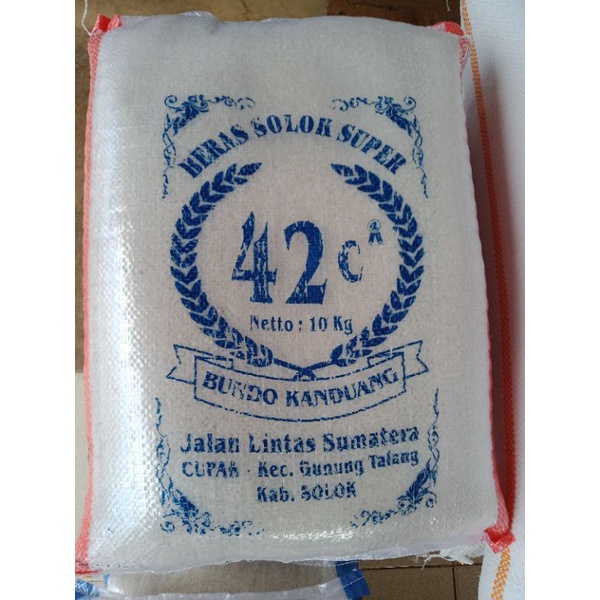 BERAS SOLOK SUPER
42 C R
Netto : 10 Kg
BUNDO KANDUANG
Jalan Lintas Sumatera
CUPAK - Kec. Gunung Talang
Kab. SOLOK